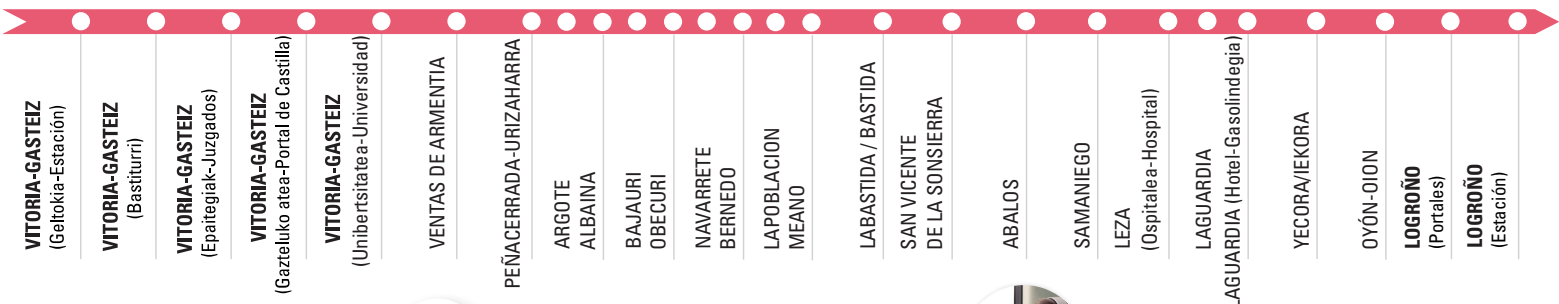 VITORIA-GASTEIZ
(Geltokia-Estación)
VITORIA-GASTEIZ
(Bastiturri)
VITORIA-GASTEIZ
(Epaitegiak-Juzgados)
VITORIA-GASTEIZ
(Gazteluko atea-Portal de Castilla)
VITORIA-GASTEIZ
(Unibertsitatea-Universidad)
VENTAS DE ARMENTIA
PEÑACERRADA-URIZAHARRA
ARGOTE
ALBAINA
BAJAURI
OBECURI
NAVARRETE
BERNEDO
LAPOBLACION
MEANO
LABASTIDA / BASTIDA
SAN VICENTE
DE LA SONSIERRA
ABALOS
SAMANIEGO
LEZA
(Ospitalea-Hospital)
LAGUARDIA
LAGUARDIA (Hotel-Gasolindegia)
YECORA/IEKORA
OYÓN-OION
LOGROÑO
(Portales)
LOGROÑO
(Estación)